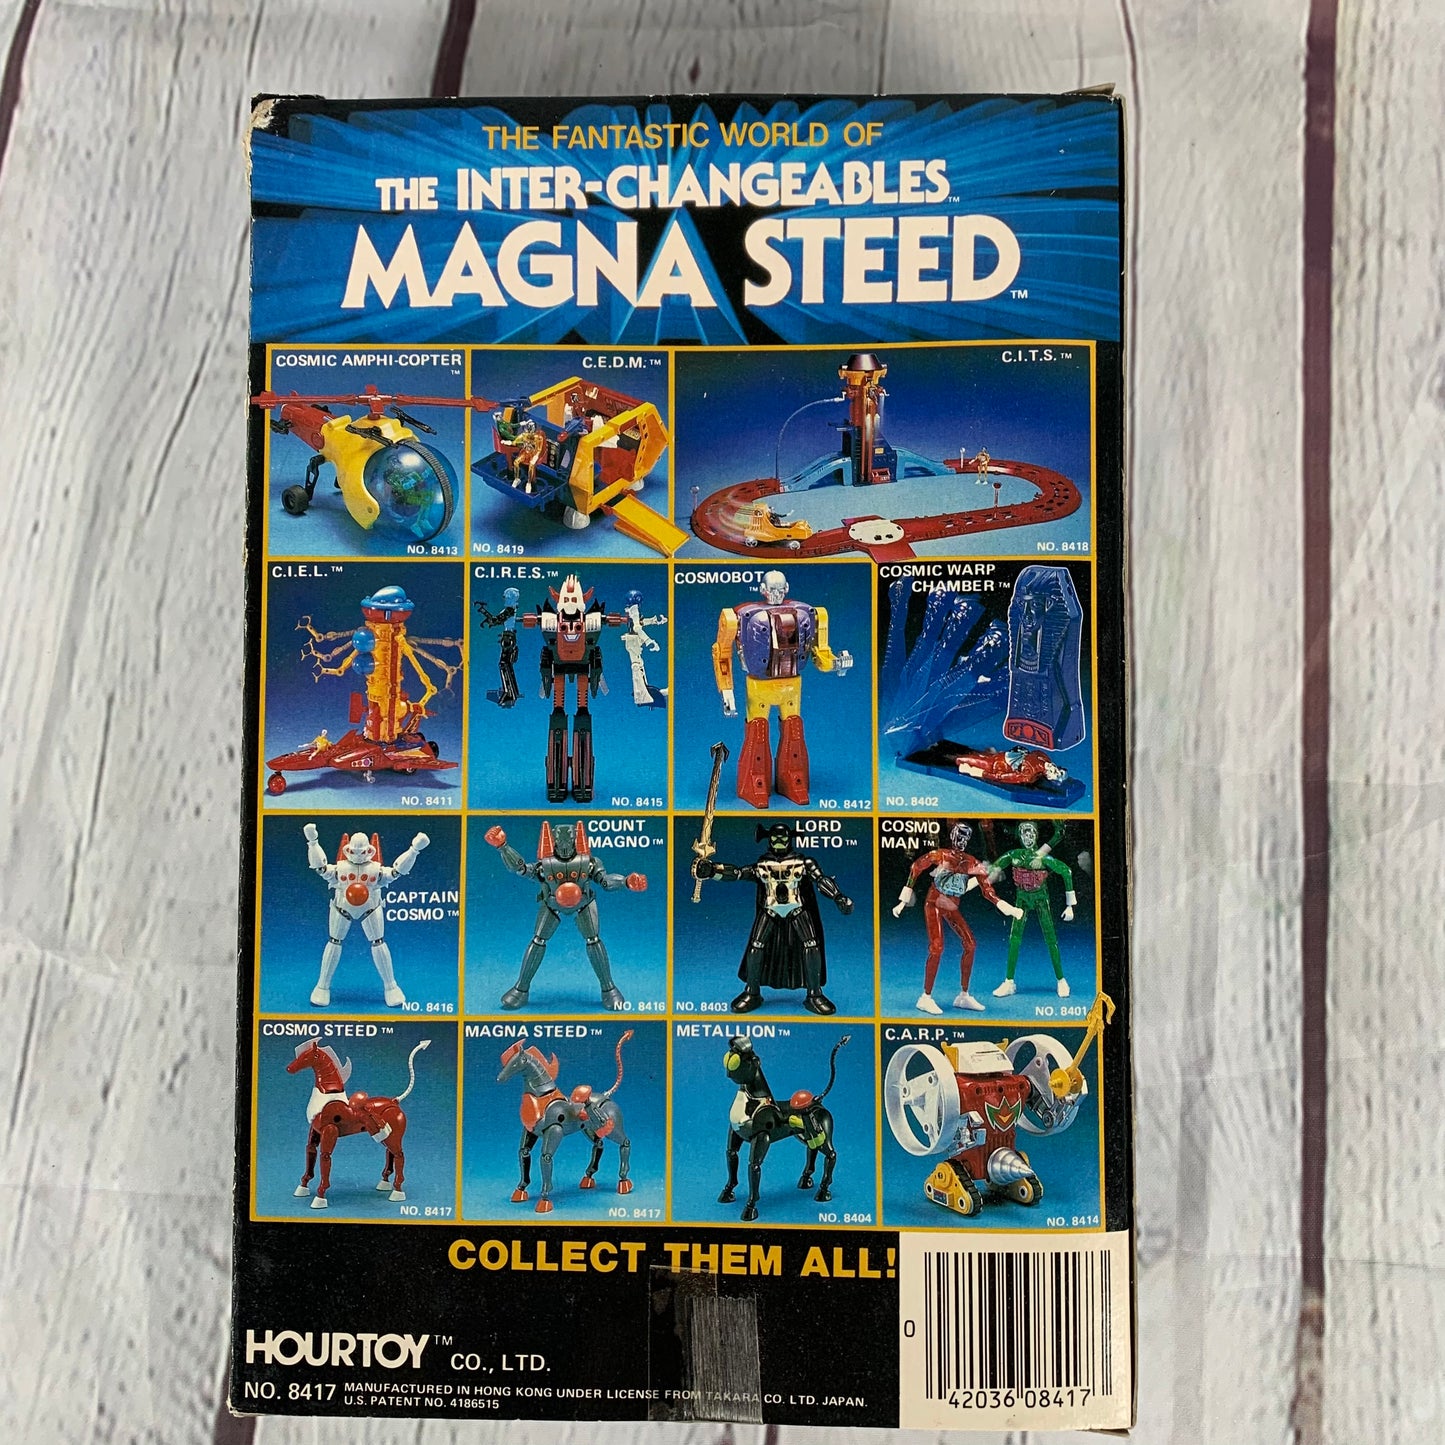 THE FANTASTIC WORLD OF
THE INTER-CHANGEABLES™
MAGNA STEED™
COSMIC AMPHI-COPTER™
NO. 8413
C.E.D.M.™
NO. 8419
C.I.T.S.™
NO. 8418
C.I.E.L.™
NO. 8411
C.I.R.E.S.™
NO. 8415
COSMOBOT™
NO. 8412
COSMIC WARP
CHAMBER™
NO. 8402
CAPTAIN
COSMO™
NO. 8416
COUNT
MAGNO™
NO. 8416
LORD
METO™
NO. 8403
COSMO
MAN™
NO. 8401
COSMO STEED™
NO. 8417
MAGNA STEED™
NO. 8417
METALLION™
NO. 8404
C.A.R.P.™
NO. 8414
COLLECT THEM ALL!
HOURTOY™ CO., LTD.
NO. 8417 MANUFACTURED IN HONG KONG UNDER LICENSE FROM TAKARA CO. LTD. JAPAN.
U.S. PATENT NO. 4186515
0 42036 08417